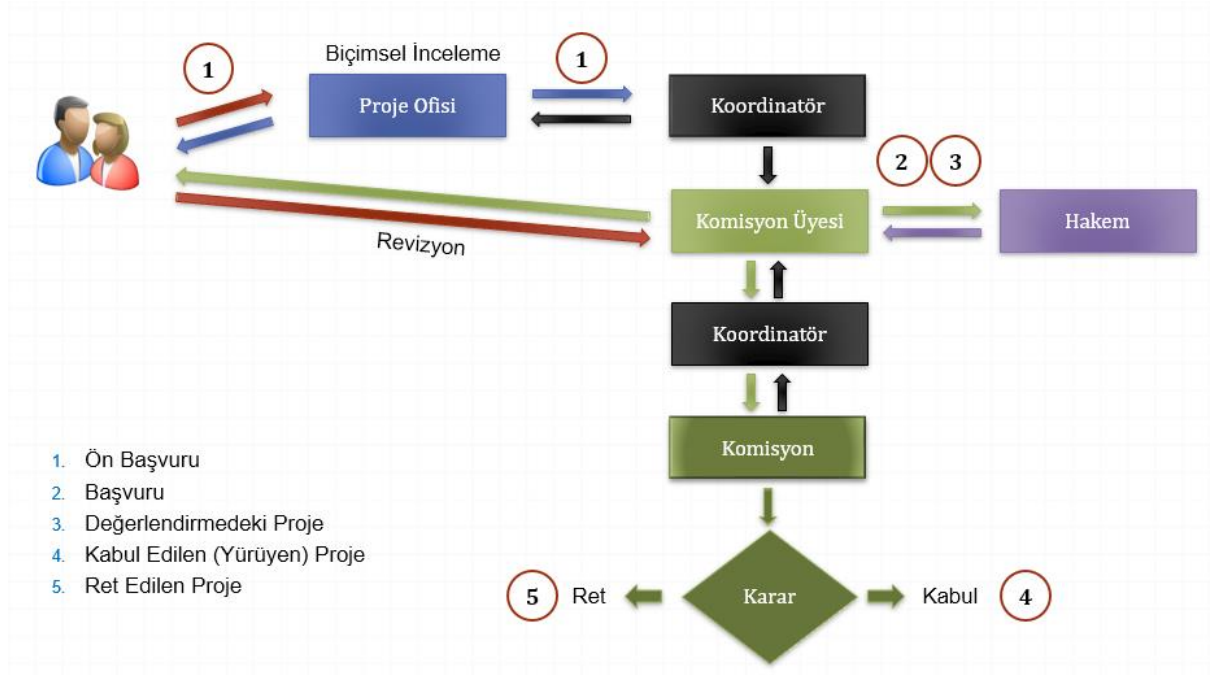 Biçimsel İnceleme
1
1
Proje Ofisi
Koordinatör
2
3
Komisyon Üyesi
Hakem
Revizyon
Koordinatör
Komisyon
1. Ön Başvuru
2. Başvuru
3. Değerlendirmedeki Proje
4. Kabul Edilen (Yürüyen) Proje
5. Ret Edilen Proje
5
Ret
Karar
Kabul
4